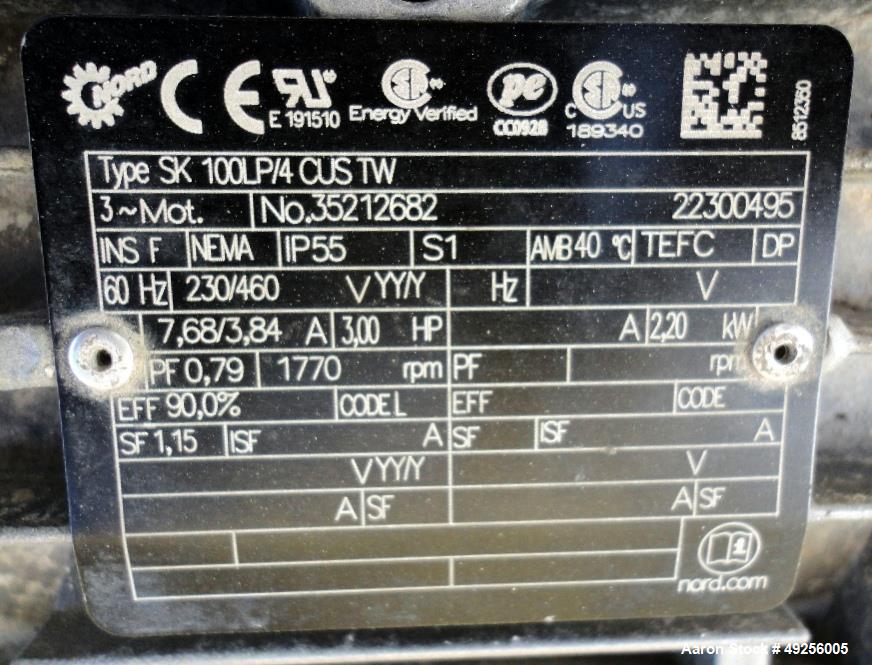 NORD CE E 191510 Energy Verified pe CC092B C US 189340
8512350
Type SK 100LP/4 CUS TW
3~Mot. No.35212682 22300495
INS F NEMA IP55 S1 AMB 40 °C TEFC DP
60 Hz 230/460 V YY/Y Hz V
7,68/3,84 A 3,00 HP A 2,20 kW
PF 0,79 1770 rpm PF rpm
EFF 90,0% CODE L EFF CODE
SF 1,15 ISF A SF ISF A
V YY/Y V
A SF A SF
nord.com
Aaron Stock # 49256005